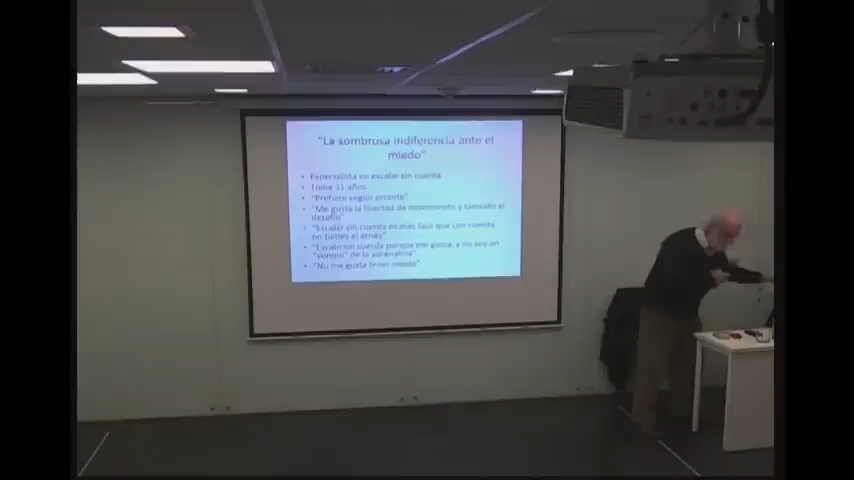 "La sombrosa indiferencia ante el
miedo"
• Especialista en escalar sin cuerda
• Tiene 31 años
• "Prefiere seguir errante"
• "Me gusta la libertad de movimiento y también el
desafío"
• "Escalar sin cuerda es más fácil que con cuerda,
no tienes el arnés"
• "Escalo sin cuerda porque me gusta, y no soy un
"yonqui" de la adrenalina"
• "No me gusta tener miedo"